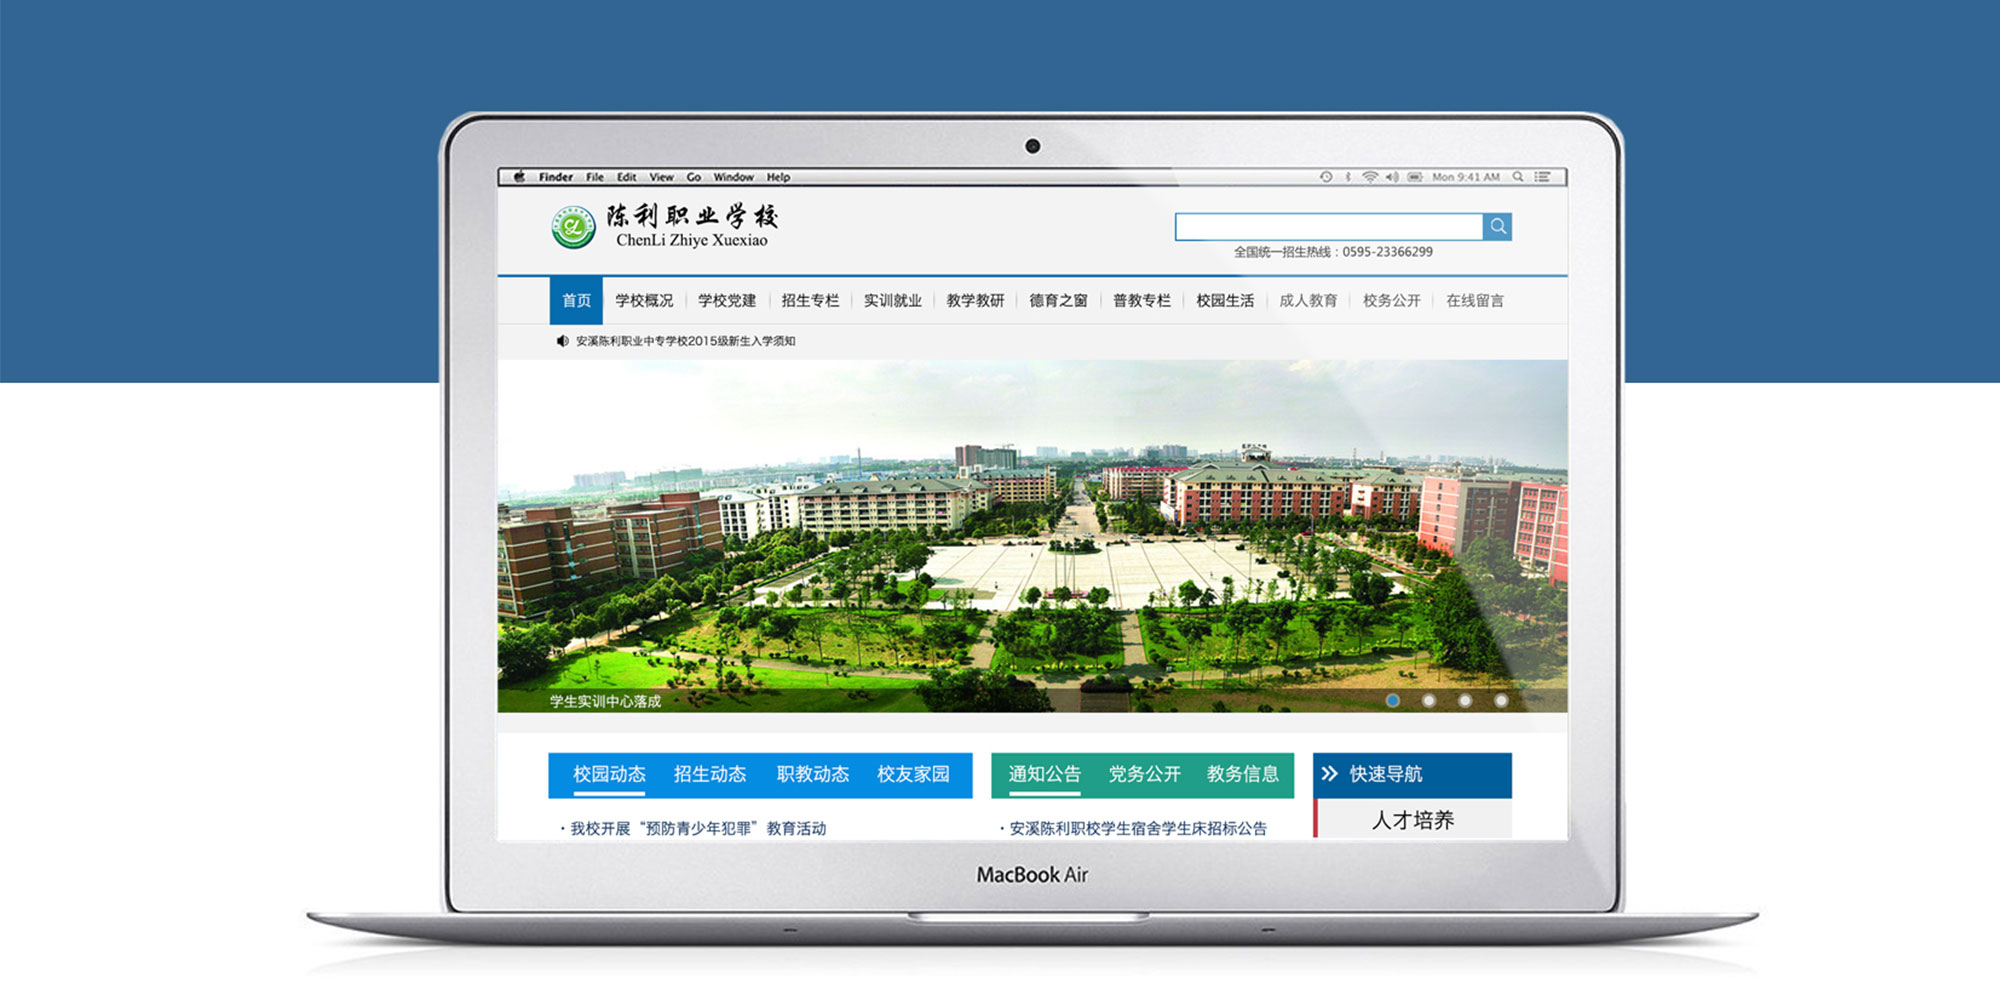 Finder File Edit View Go Window Help Mon 9:41 AM
陈利职业学校
ChenLi Zhiye Xuexiao
全国统一招生热线：0595-23366299
首页 学校概况 学校党建 招生专栏 实训就业 教学教研 德育之窗 普教专栏 校园生活 成人教育 校务公开 在线留言
安溪陈利职业中专学校2015级新生入学须知
学生实训中心落成
校园动态 招生动态 职教动态 校友家园 通知公告 党务公开 教务信息 快速导航
·我校开展“预防青少年犯罪”教育活动 ·安溪陈利职校学生宿舍学生床招标公告 人才培养
MacBook Air